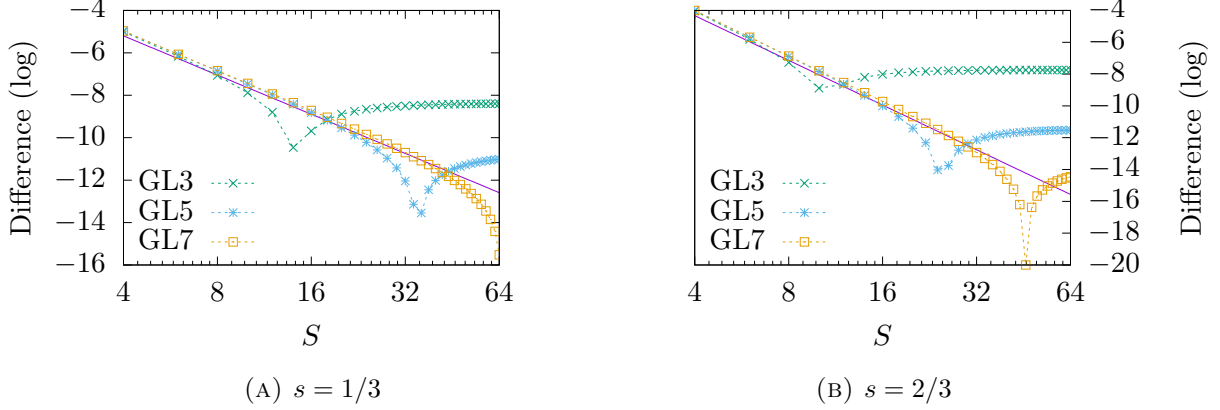 −4
−6
−8
−10
−12
−14
−16
Difference (log)
GL3
GL5
GL7
4
8
16
32
64
S
(A) s = 1/3
−4
−6
−8
−10
−12
−14
−16
−18
−20
Difference (log)
GL3
GL5
GL7
4
8
16
32
64
S
(B) s = 2/3